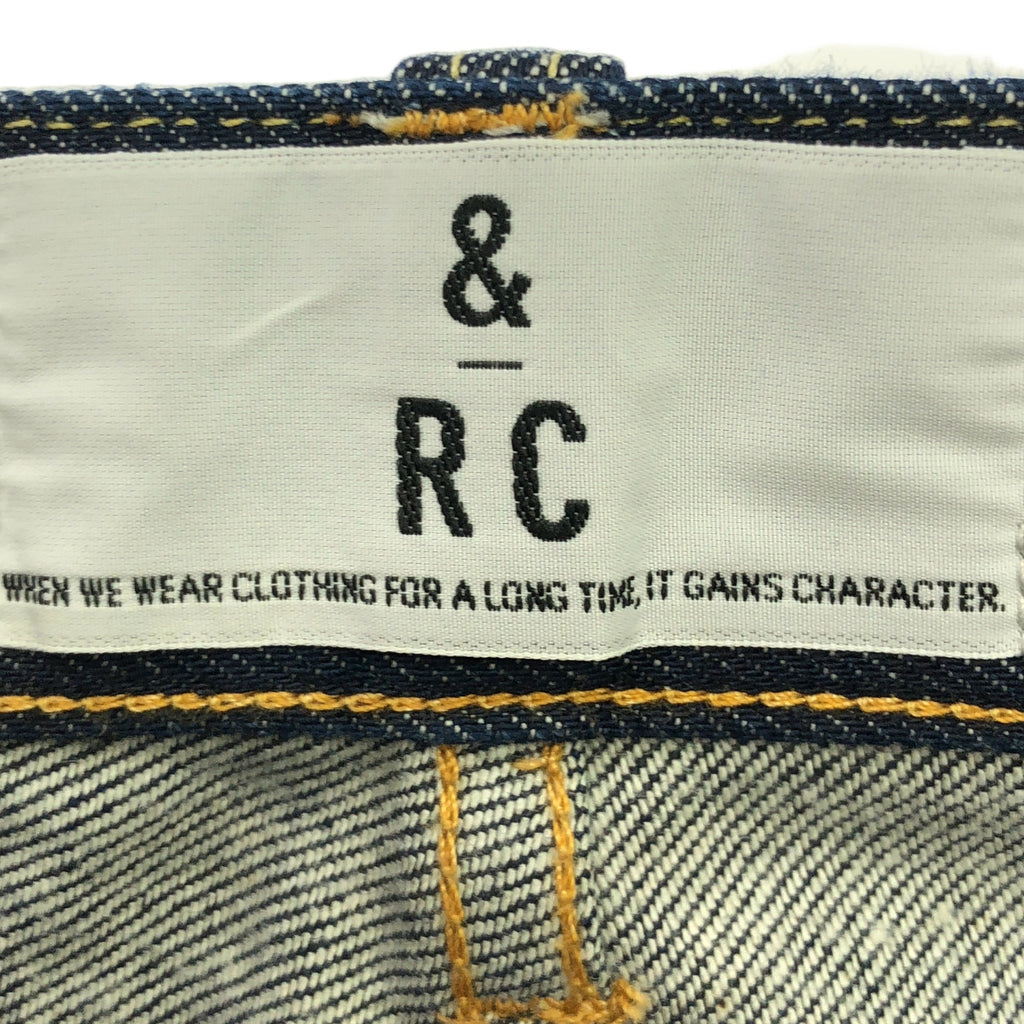 &
RC
WHEN WE WEAR CLOTHING FOR A LONG TIME, IT GAINS CHARACTER.